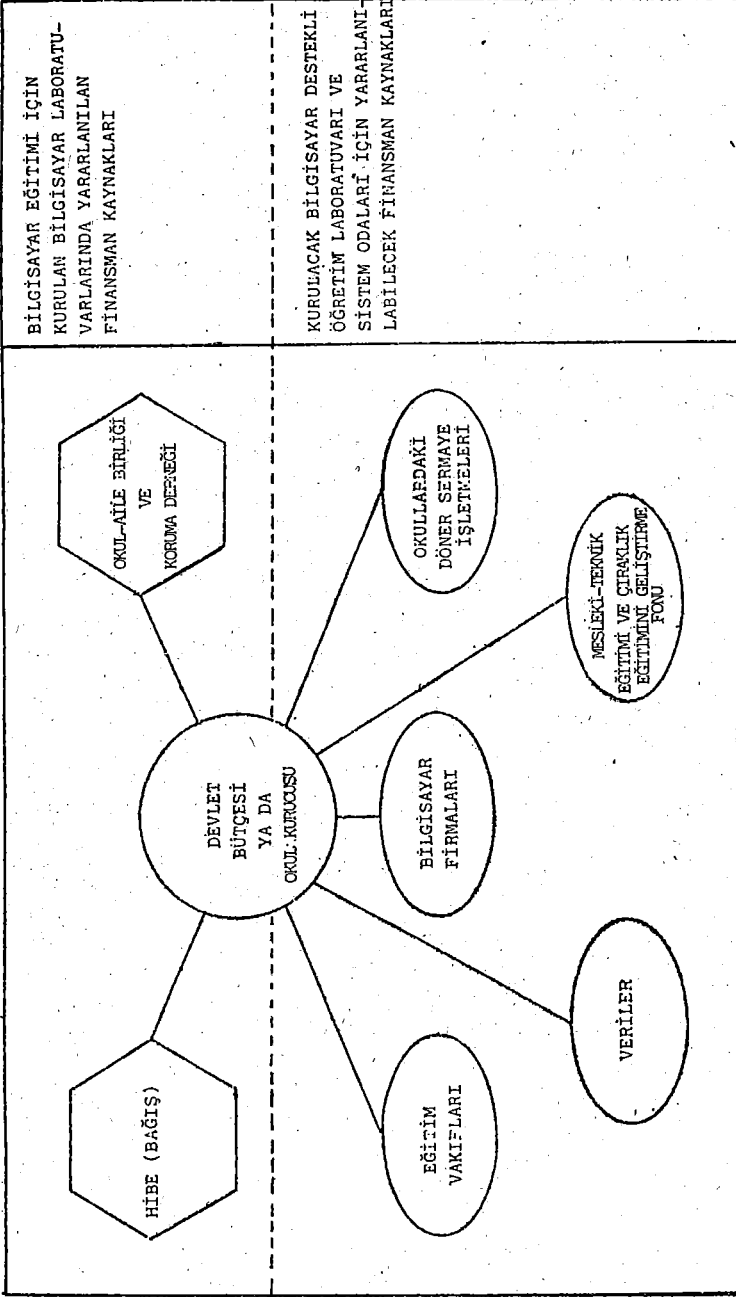 BİLGİSAYAR EĞİTİMİ İÇİN
KURULAN BİLGİSAYAR LABORATU-
VARLARINDA YARARLANILAN
FİNANSMAN KAYNAKLARI
KURULACAK BİLGİSAYAR DESTEKLİ
ÖĞRETİM LABORATUVARI VE
SİSTEM ODALARI İÇİN YARARLANI-
LABİLECEK FİNANSMAN KAYNAKLARI
HİBE (BAĞIŞ)
OKUL-AİLE BİRLİĞİ
VE
KORUMA DERNEĞİ
DEVLET
BÜTÇESİ
YA DA
OKUL KURUCUSU
EĞİTİM
VAKIFLARI
VERİLER
BİLGİSAYAR
FİRMALARI
MESLEKİ-TEKNİK
EĞİTİMİ VE ÇIRAKLIK
EĞİTİMİNİ GELİŞTİRME
FONU
OKULLARDAKİ
DÖNER SERMAYE
İŞLETMELERİ